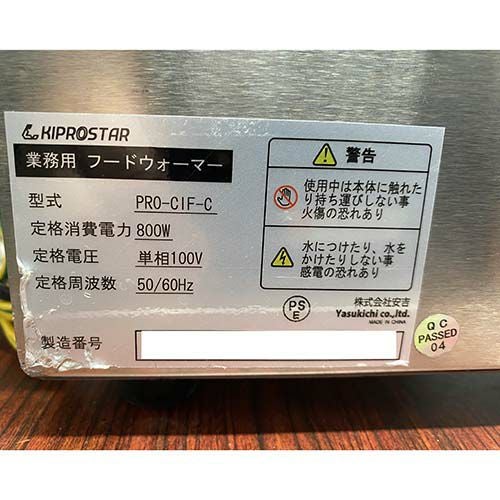 KIPROSTAR
業務用 フードウォーマー
型式 PRO-CIF-C
定格消費電力 800W
定格電圧 単相100V
定格周波数 50/60Hz
製造番号
警告
使用中は本体に触れた
り持ち運びしない事
火傷の恐れあり
水につけたり、水を
かけたりしない事
感電の恐れあり
PS
E
株式会社安吉
Yasukichi co.,ltd.
MADE IN CHINA
QC
PASSED
04